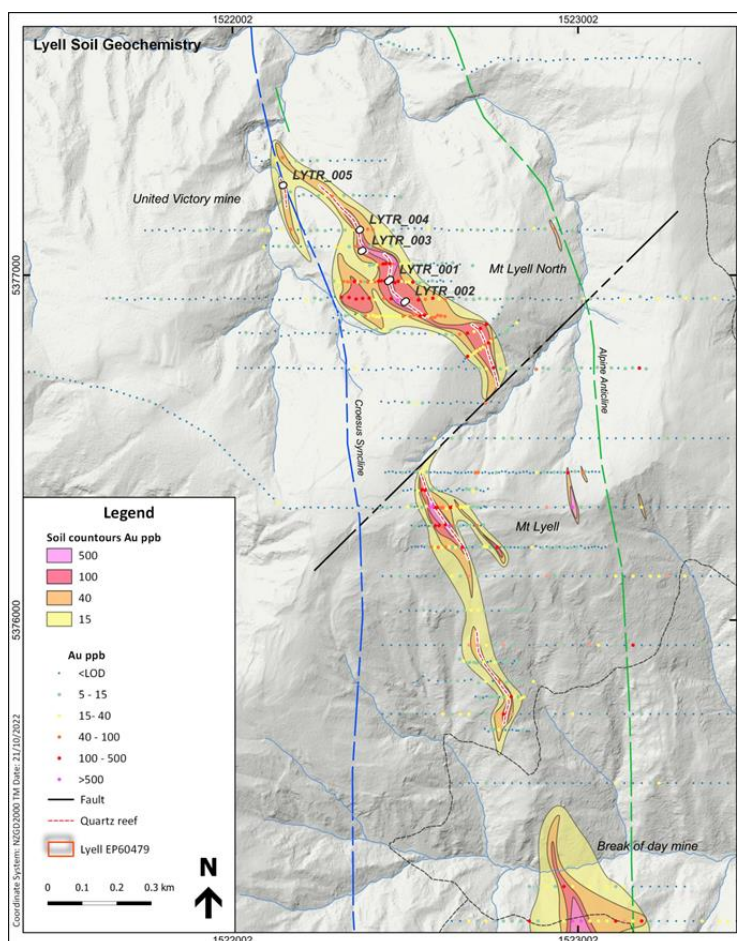 1522002
1523002
Lyell Soil Geochemistry
LYTR_005
United Victory mine
LYTR_004
LYTR_003
LYTR_001
Mt Lyell North
5377000
LYTR_002
Alpine Anticline
Croesus Syncline
Mt Lyell
5376000
Legend
Soil countours Au ppb
500
100
40
15
Au ppb
<LOD
5 - 15
15- 40
40 - 100
100 - 500
>500
Fault
Quartz reef
Lyell EP60479
0 0.1 0.2 0.3 km
N
Break of day mine
Coordinate System: NZGD2000 TM Date: 21/10/2022
1522002
1523002